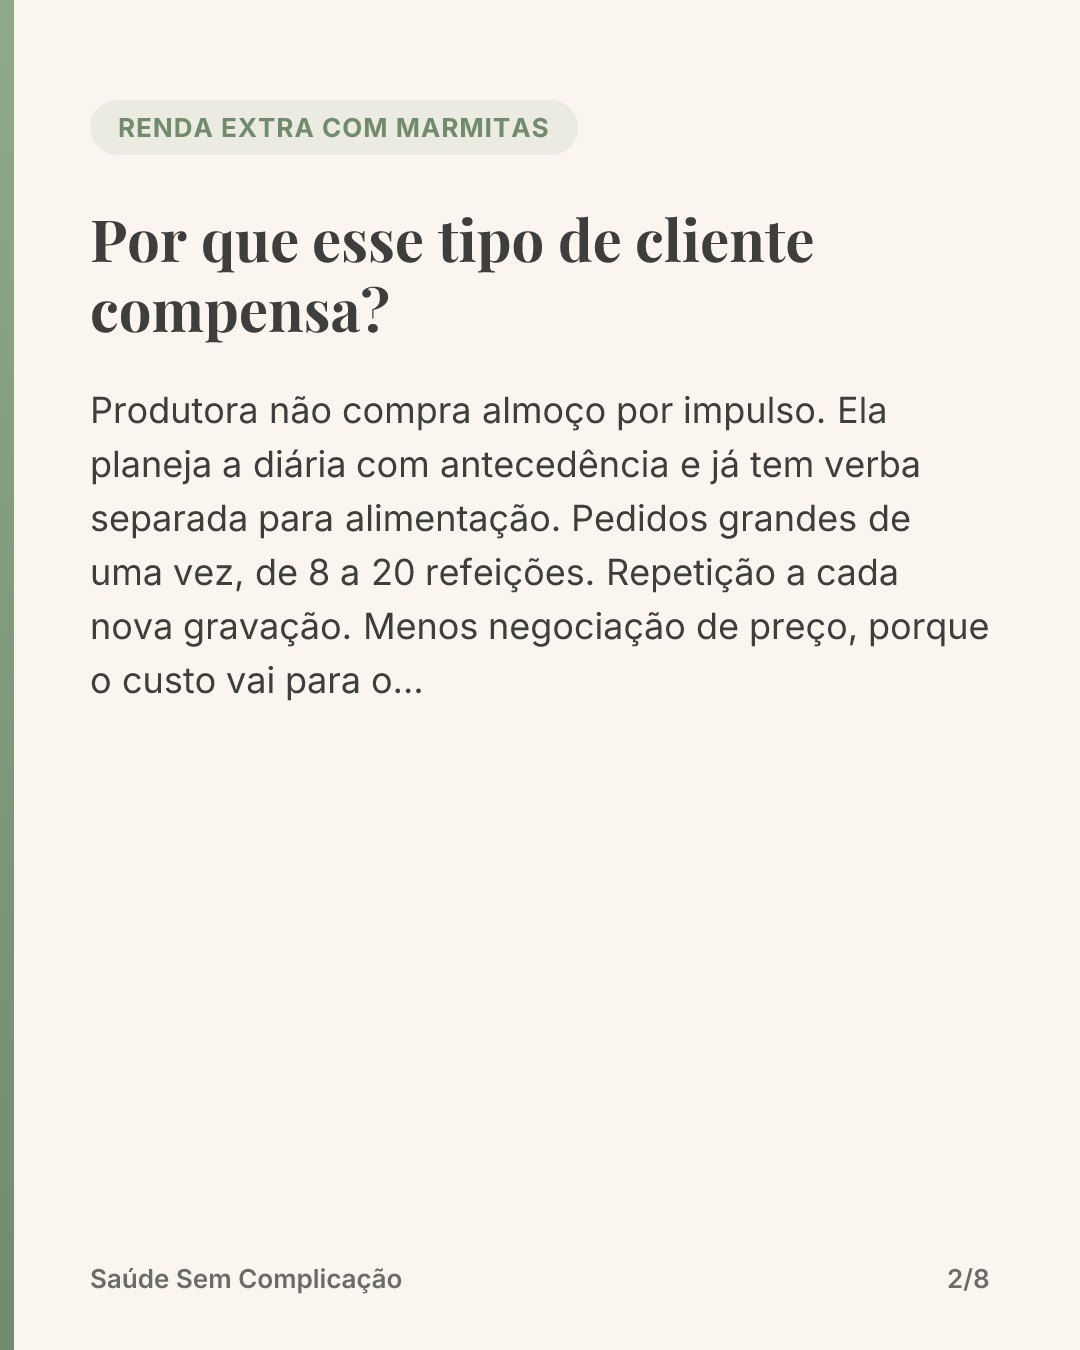 RENDA EXTRA COM MARMITAS
Por que esse tipo de cliente
compensa?
Produtora não compra almoço por impulso. Ela
planeja a diária com antecedência e já tem verba
separada para alimentação. Pedidos grandes de
uma vez, de 8 a 20 refeições. Repetição a cada
nova gravação. Menos negociação de preço, porque
o custo vai para o...
Saúde Sem Complicação
2/8